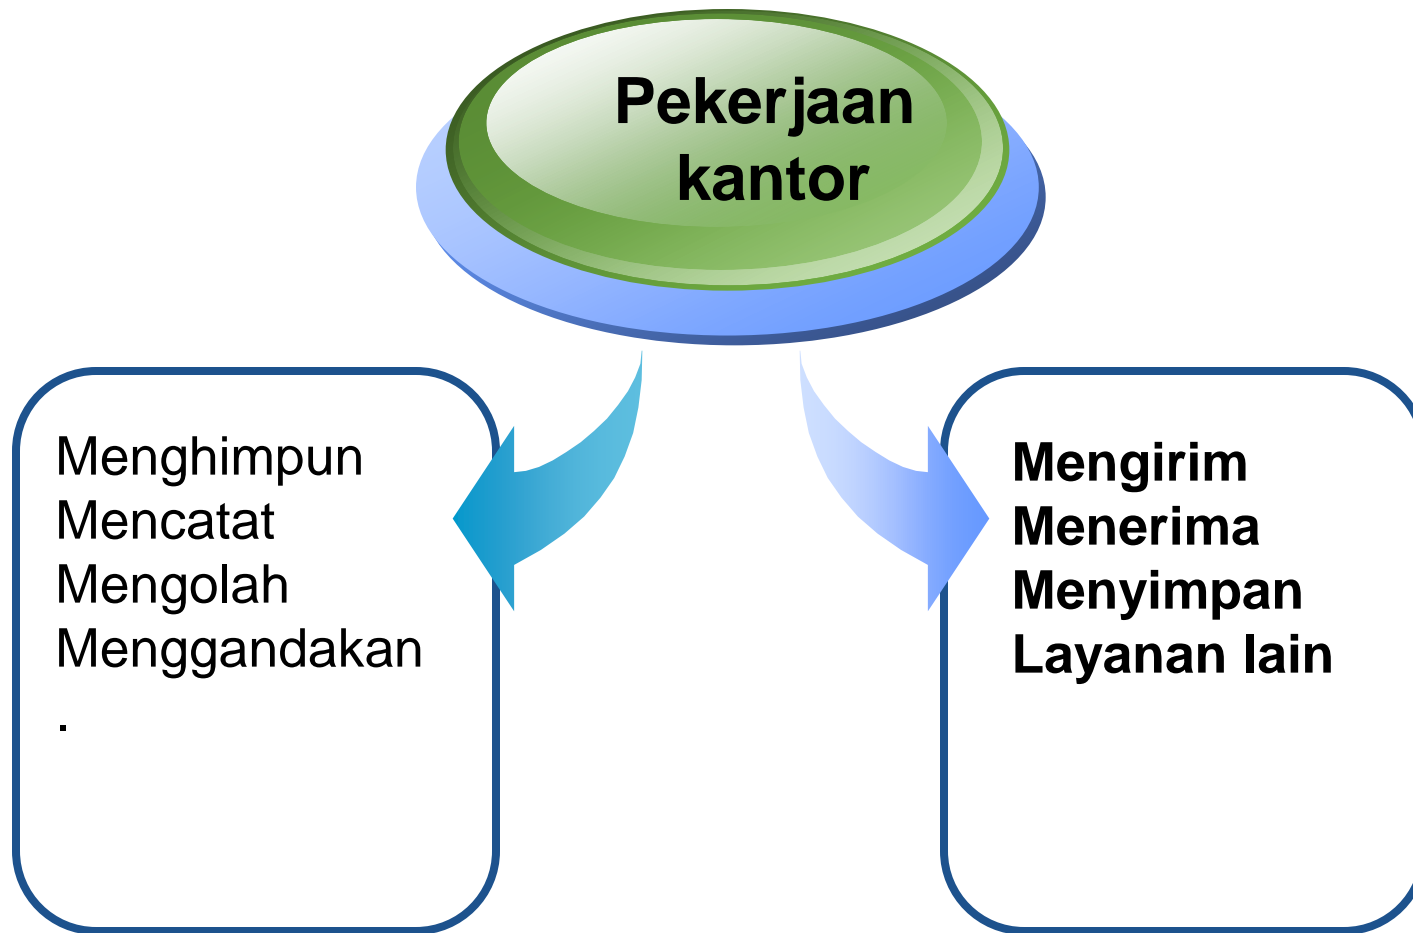 Pekerjaan
kantor
Menghimpun
Mencatat
Mengolah
Menggandakan
.
Mengirim
Menerima
Menyimpan
Layanan lain